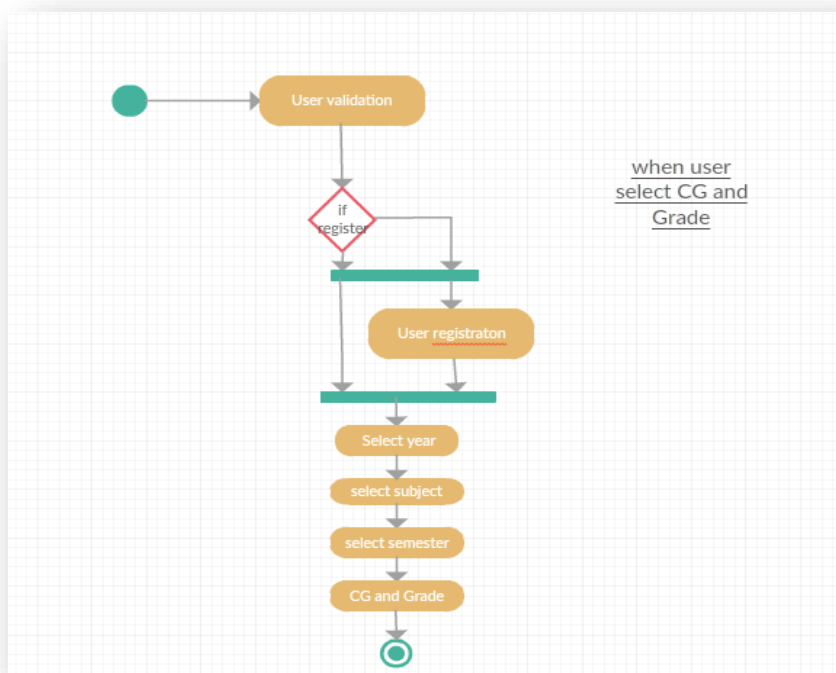 User validation
when user
select CG and
Grade
if
register
User registraton
Select year
select subject
select semester
CG and Grade